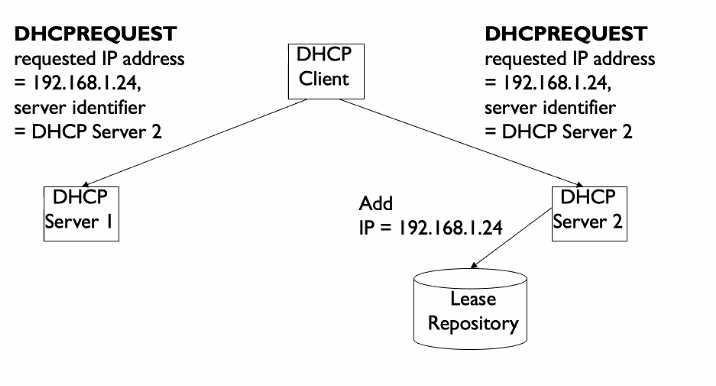 DHCPREQUEST
requested IP address
= 192.168.1.24,
server identifier
= DHCP Server 2
DHCP
Client
DHCPREQUEST
requested IP address
= 192.168.1.24,
server identifier
= DHCP Server 2
DHCP
Server 1
Add
IP = 192.168.1.24
DHCP
Server 2
Lease
Repository